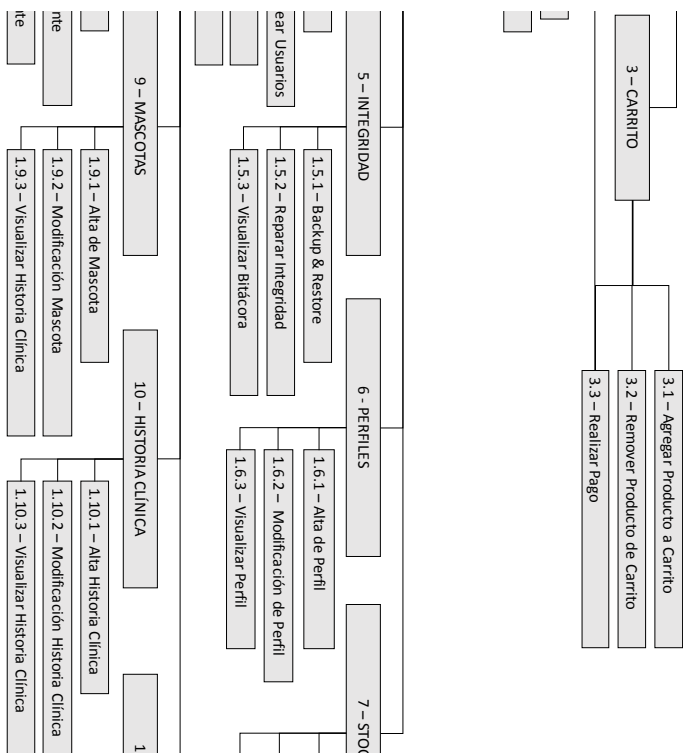 3 – CARRITO
3.1 – Agregar Producto a Carrito
3.2 – Remover Producto de Carrito
3.3 – Realizar Pago
ear Usuarios
5 – INTEGRIDAD
1.5.1 – Backup & Restore
1.5.2 – Reparar Integridad
1.5.3 – Visualizar Bitácora
6 - PERFILES
1.6.1 – Alta de Perfil
1.6.2 – Modificación de Perfil
1.6.3 – Visualizar Perfil
7 – STOC
nte
nte
9 – MASCOTAS
1.9.1 – Alta de Mascota
1.9.2 – Modificación Mascota
1.9.3 – Visualizar Historia Clínica
10 – HISTORIA CLÍNICA
1.10.1 – Alta Historia Clínica
1.10.2 – Modificación Historia Clínica
1.10.3 – Visualizar Historia Clínica
1